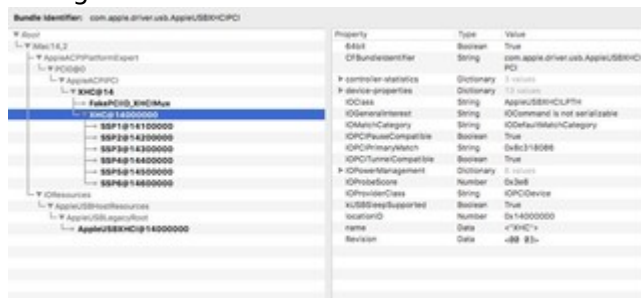 Bundle Identifier: com.apple.driver.usb.AppleUSBXHCIPCI
Root
Mac14,2
AppleACPIPlatformExpert
PCI0@0
AppleACPIPCI
XHC@14
FakePCIID_XHCIMux
XHC@14000000
SSP1@14100000
SSP2@14200000
SSP3@14300000
SSP4@14400000
SSP5@14500000
SSP6@14600000
IOResources
AppleUSBHostResources
AppleUSBLegacyRoot
AppleUSBXHCI@14000000
Property Type Value
64bit Boolean True
CFBundleIdentifier String com.apple.driver.usb.AppleUSBXHCI
PCI
controller-statistics Dictionary 3 values
device-properties Dictionary 13 values
IOClass String AppleUSBXHCILPTH
IOGeneralInterest String IOCommand is not serializable
IOMatchCategory String IODefaultMatchCategory
IOPCIPauseCompatible Boolean True
IOPCIPrimaryMatch String 0x8c318086
IOPCITunnelCompatible Boolean True
IOPowerManagement Dictionary values
IOProbeScore Number 0x3e8
IOProviderClass String IOPCIDevice
kUSBSleepSupported Boolean True
locationID Number 0x14000000
name Data <"XHC">
Revision Data <00 03>